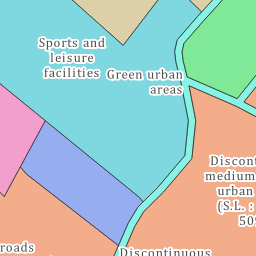 Sports and
leisure
facilities
Green urban
areas
Discont
medium
urban
(S.L. :
50
roads
Discontinuous